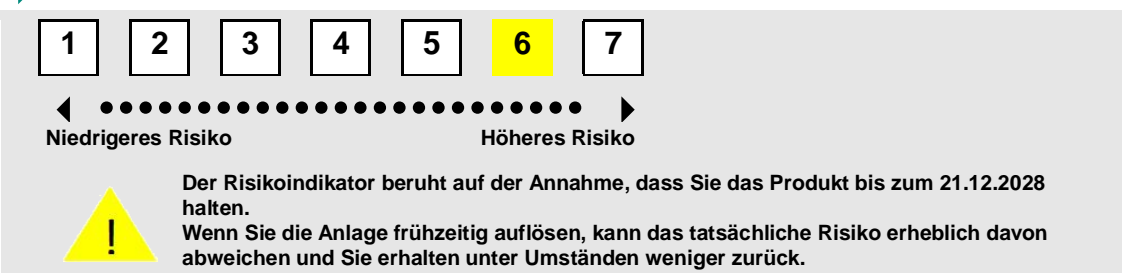 1 2 3 4 5 6 7
Niedrigeres Risiko Höheres Risiko
Der Risikoindikator beruht auf der Annahme, dass Sie das Produkt bis zum 21.12.2028
halten.
Wenn Sie die Anlage frühzeitig auflösen, kann das tatsächliche Risiko erheblich davon
abweichen und Sie erhalten unter Umständen weniger zurück.
!